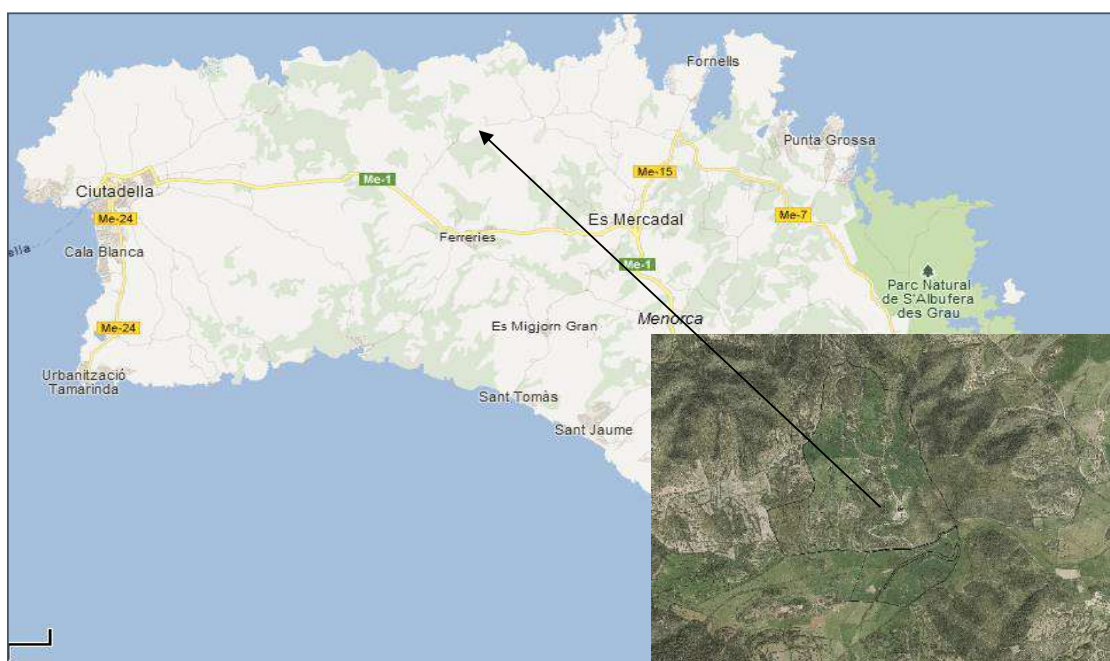 Fornells
Punta Grossa
Me-15
Me-1
Ciutadella
Me-24
Es Mercadal
Me-7
Ferreries
ella
Cala Blanca
Me-1
Parc Natural
de S'Albufera
des Grau
Es Migjorn Gran
Menorca
Me-24
Urbanització
Tamarinda
Sant Tomàs
Sant Jaume